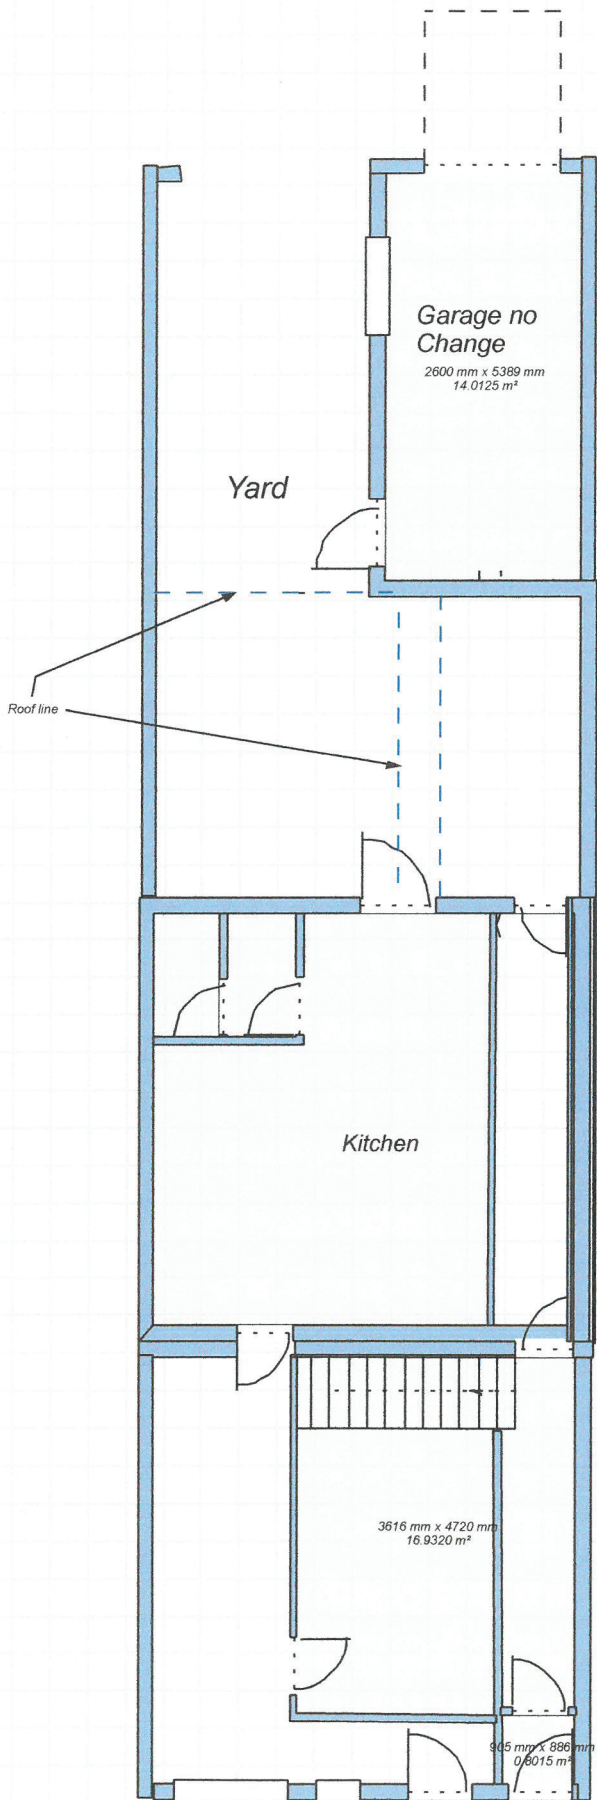 Garage no
Change
2600 mm x 5389 mm
14.0125 m²
Yard
Roof line
Kitchen
3616 mm x 4720 mm
16.9320 m²
905 mm x 886 mm
0.8015 m²